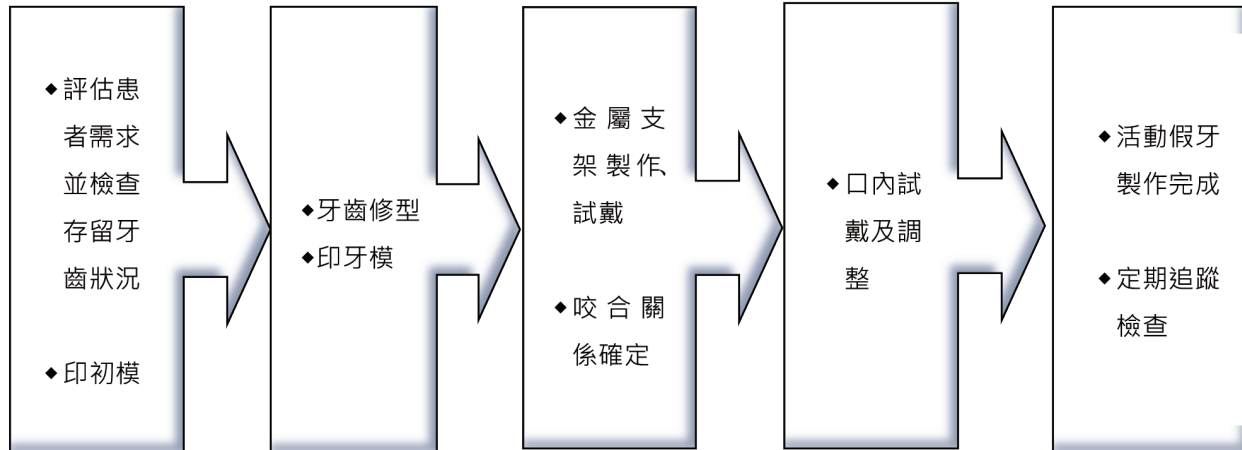 ◆評估患
者需求
並檢查
存留牙
齒狀況
◆印初模
◆牙齒修型
◆印牙模
◆金屬支
架製作、
試戴
◆咬合關
係確定
◆口內試
戴及調
整
◆活動假牙
製作完成
◆定期追蹤
檢查